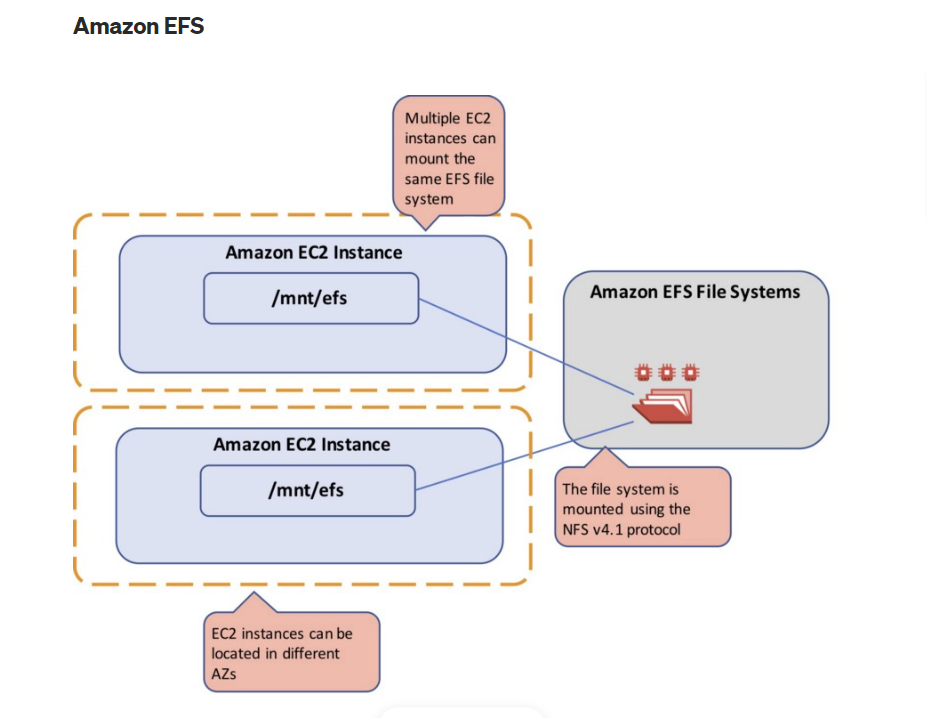 Amazon EFS
Multiple EC2
instances can
mount the
same EFS file
system
Amazon EC2 Instance
/mnt/efs
Amazon EFS File Systems
Amazon EC2 Instance
/mnt/efs
The file system is
mounted using the
NFS v4.1 protocol
EC2 instances can be
located in different
AZs